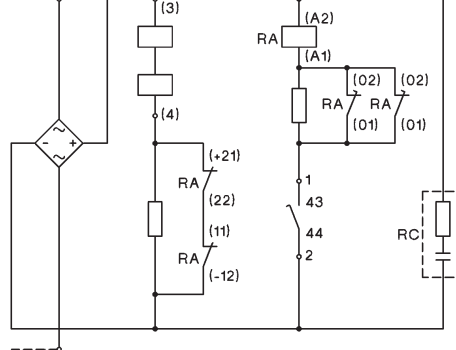 (3)
(A2)
RA
(A1)
(4)
(02)
(02)
RA
RA
(01)
(01)
~
- +
~
(+21)
RA
(22)
1
43
(11)
44
RC
RA
2
(-12)